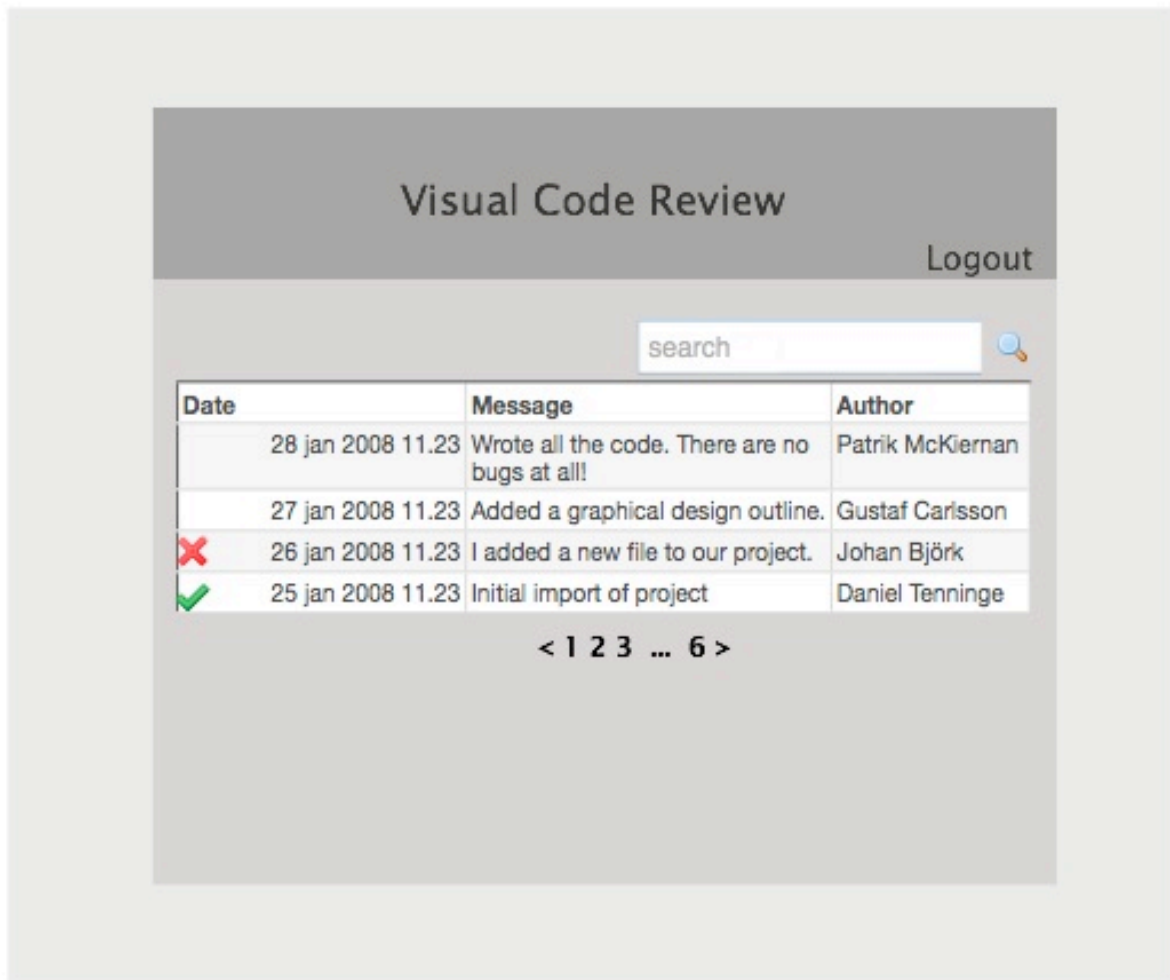 Visual Code Review
Logout
search
Date Message Author
28 jan 2008 11.23 Wrote all the code. There are no Patrik McKiernan
bugs at all!
27 jan 2008 11.23 Added a graphical design outline. Gustaf Carlsson
26 jan 2008 11.23 I added a new file to our project. Johan Björk
25 jan 2008 11.23 Initial import of project Daniel Tenninge
< 1 2 3 ... 6 >